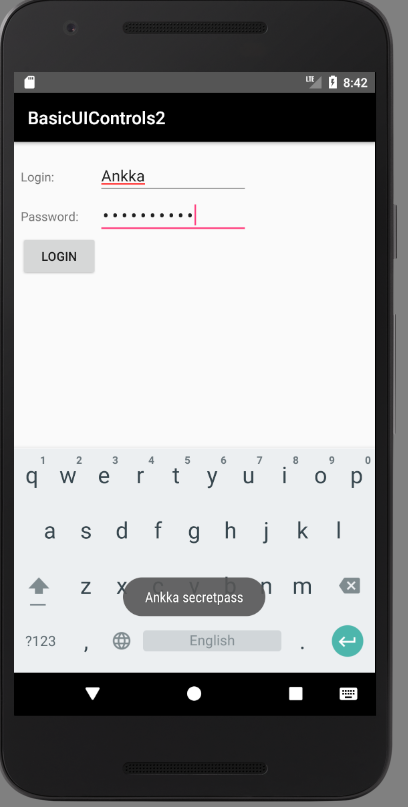 LTE 8:42
BasicUIControls2
Login: Ankka
Password: ••••••••••
LOGIN
1 2 3 4 5 6 7 8 9 0
q w e r t y u i o p
a s d f g h j k l
z x c v b n m
Ankka secretpass
?123 , English .